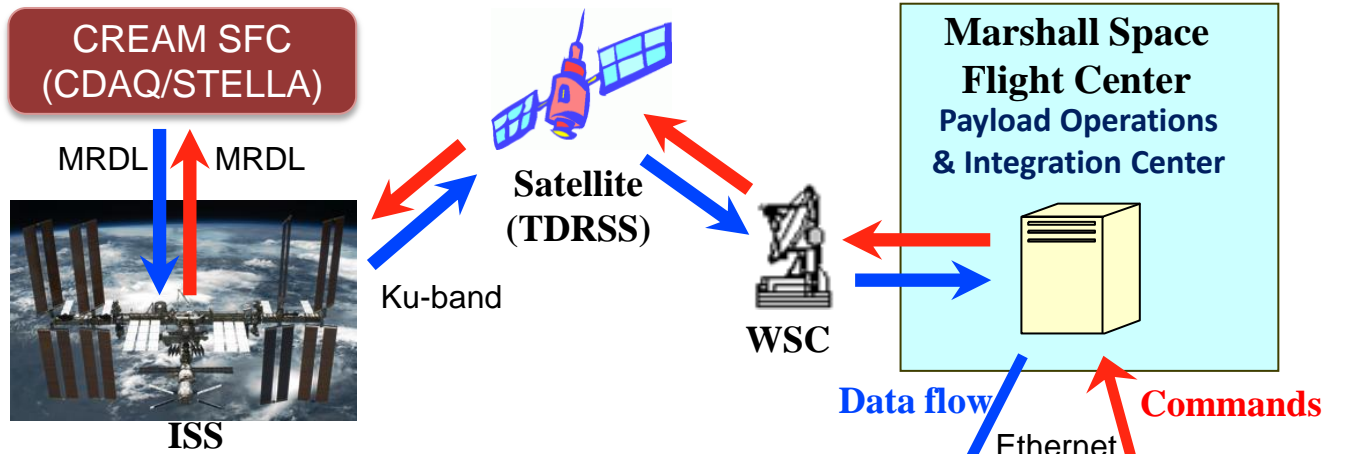 CREAM SFC
(CDAQ/STELLA)
MRDL
MRDL
ISS
Ku-band
Satellite
(TDRSS)
WSC
Marshall Space
Flight Center
Payload Operations
& Integration Center
Data flow
Commands
Ethernet